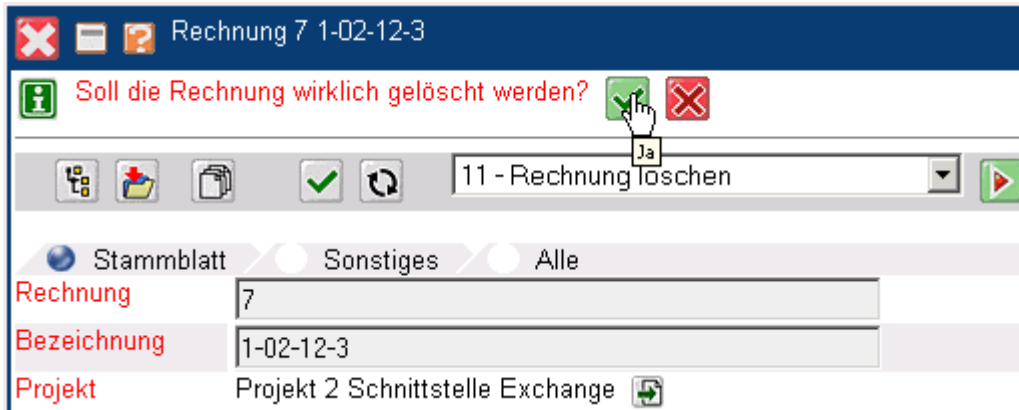 Rechnung 7 1-02-12-3
Soll die Rechnung wirklich gelöscht werden?
Ja
11 - Rechnung löschen
Stammblatt Sonstiges Alle
Rechnung 7
Bezeichnung 1-02-12-3
Projekt Projekt 2 Schnittstelle Exchange